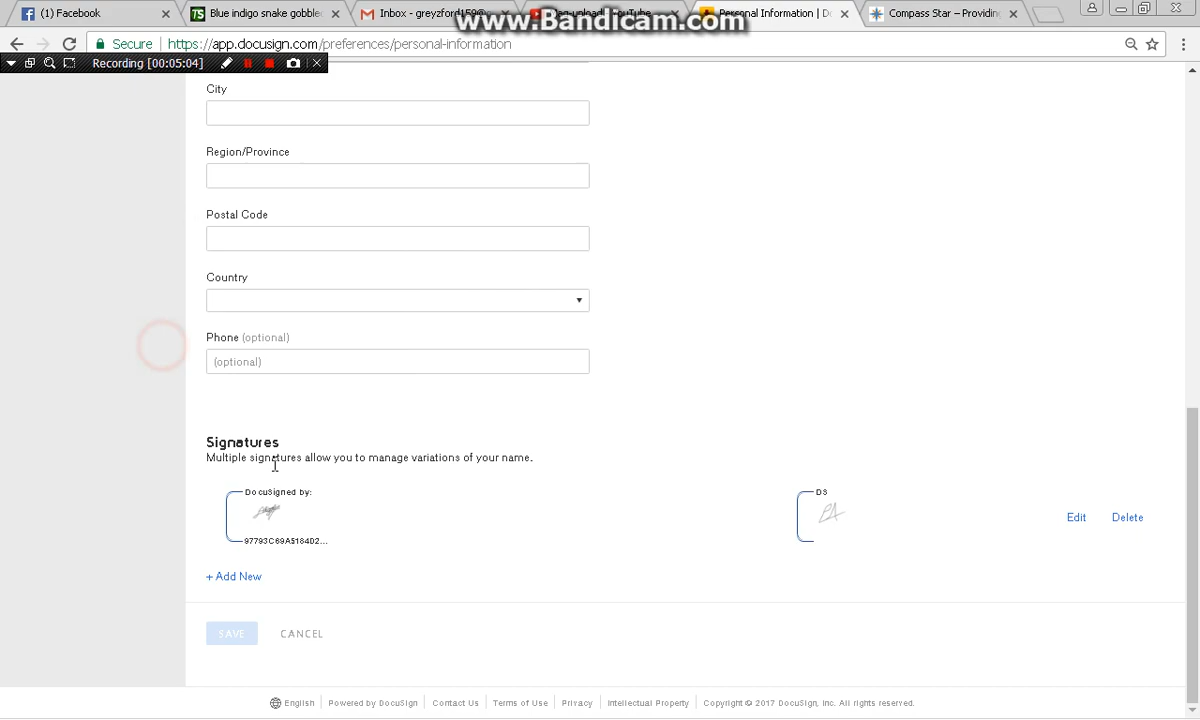 (1) Facebook
Blue indigo snake gobble
Inbox - greyzford159@
YouTube
Personal Information | D
Compass Star – Providing
www.Bandicam.com
Secure
https://app.docusign.com/preferences/personal-information
Recording [00:05:04]
City
Region/Province
Postal Code
Country
Phone (optional)
(optional)
Signatures
Multiple signatures allow you to manage variations of your name.
DocuSigned by:
97793C69A5184D2...
DS
Edit
Delete
+ Add New
SAVE
CANCEL
English
Powered by DocuSign
Contact Us
Terms of Use
Privacy
Intellectual Property
Copyright © 2017 DocuSign, Inc. All rights reserved.